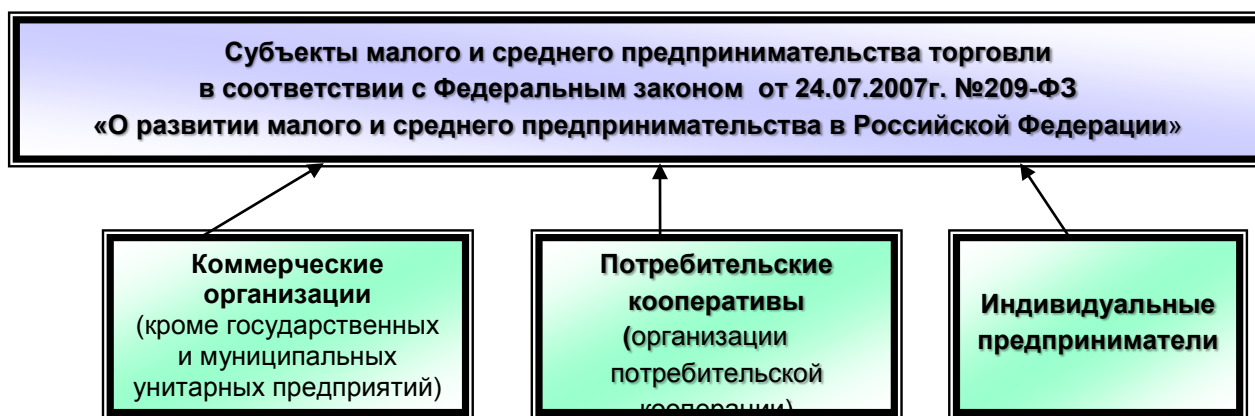 Субъекты малого и среднего предпринимательства торговли
в соответствии с Федеральным законом от 24.07.2007г. №209-ФЗ
«О развитии малого и среднего предпринимательства в Российской Федерации»
Коммерческие
организации
(кроме государственных
и муниципальных
унитарных предприятий)
Потребительские
кооперативы
(организации
потребительской
кооперации)
Индивидуальные
предприниматели